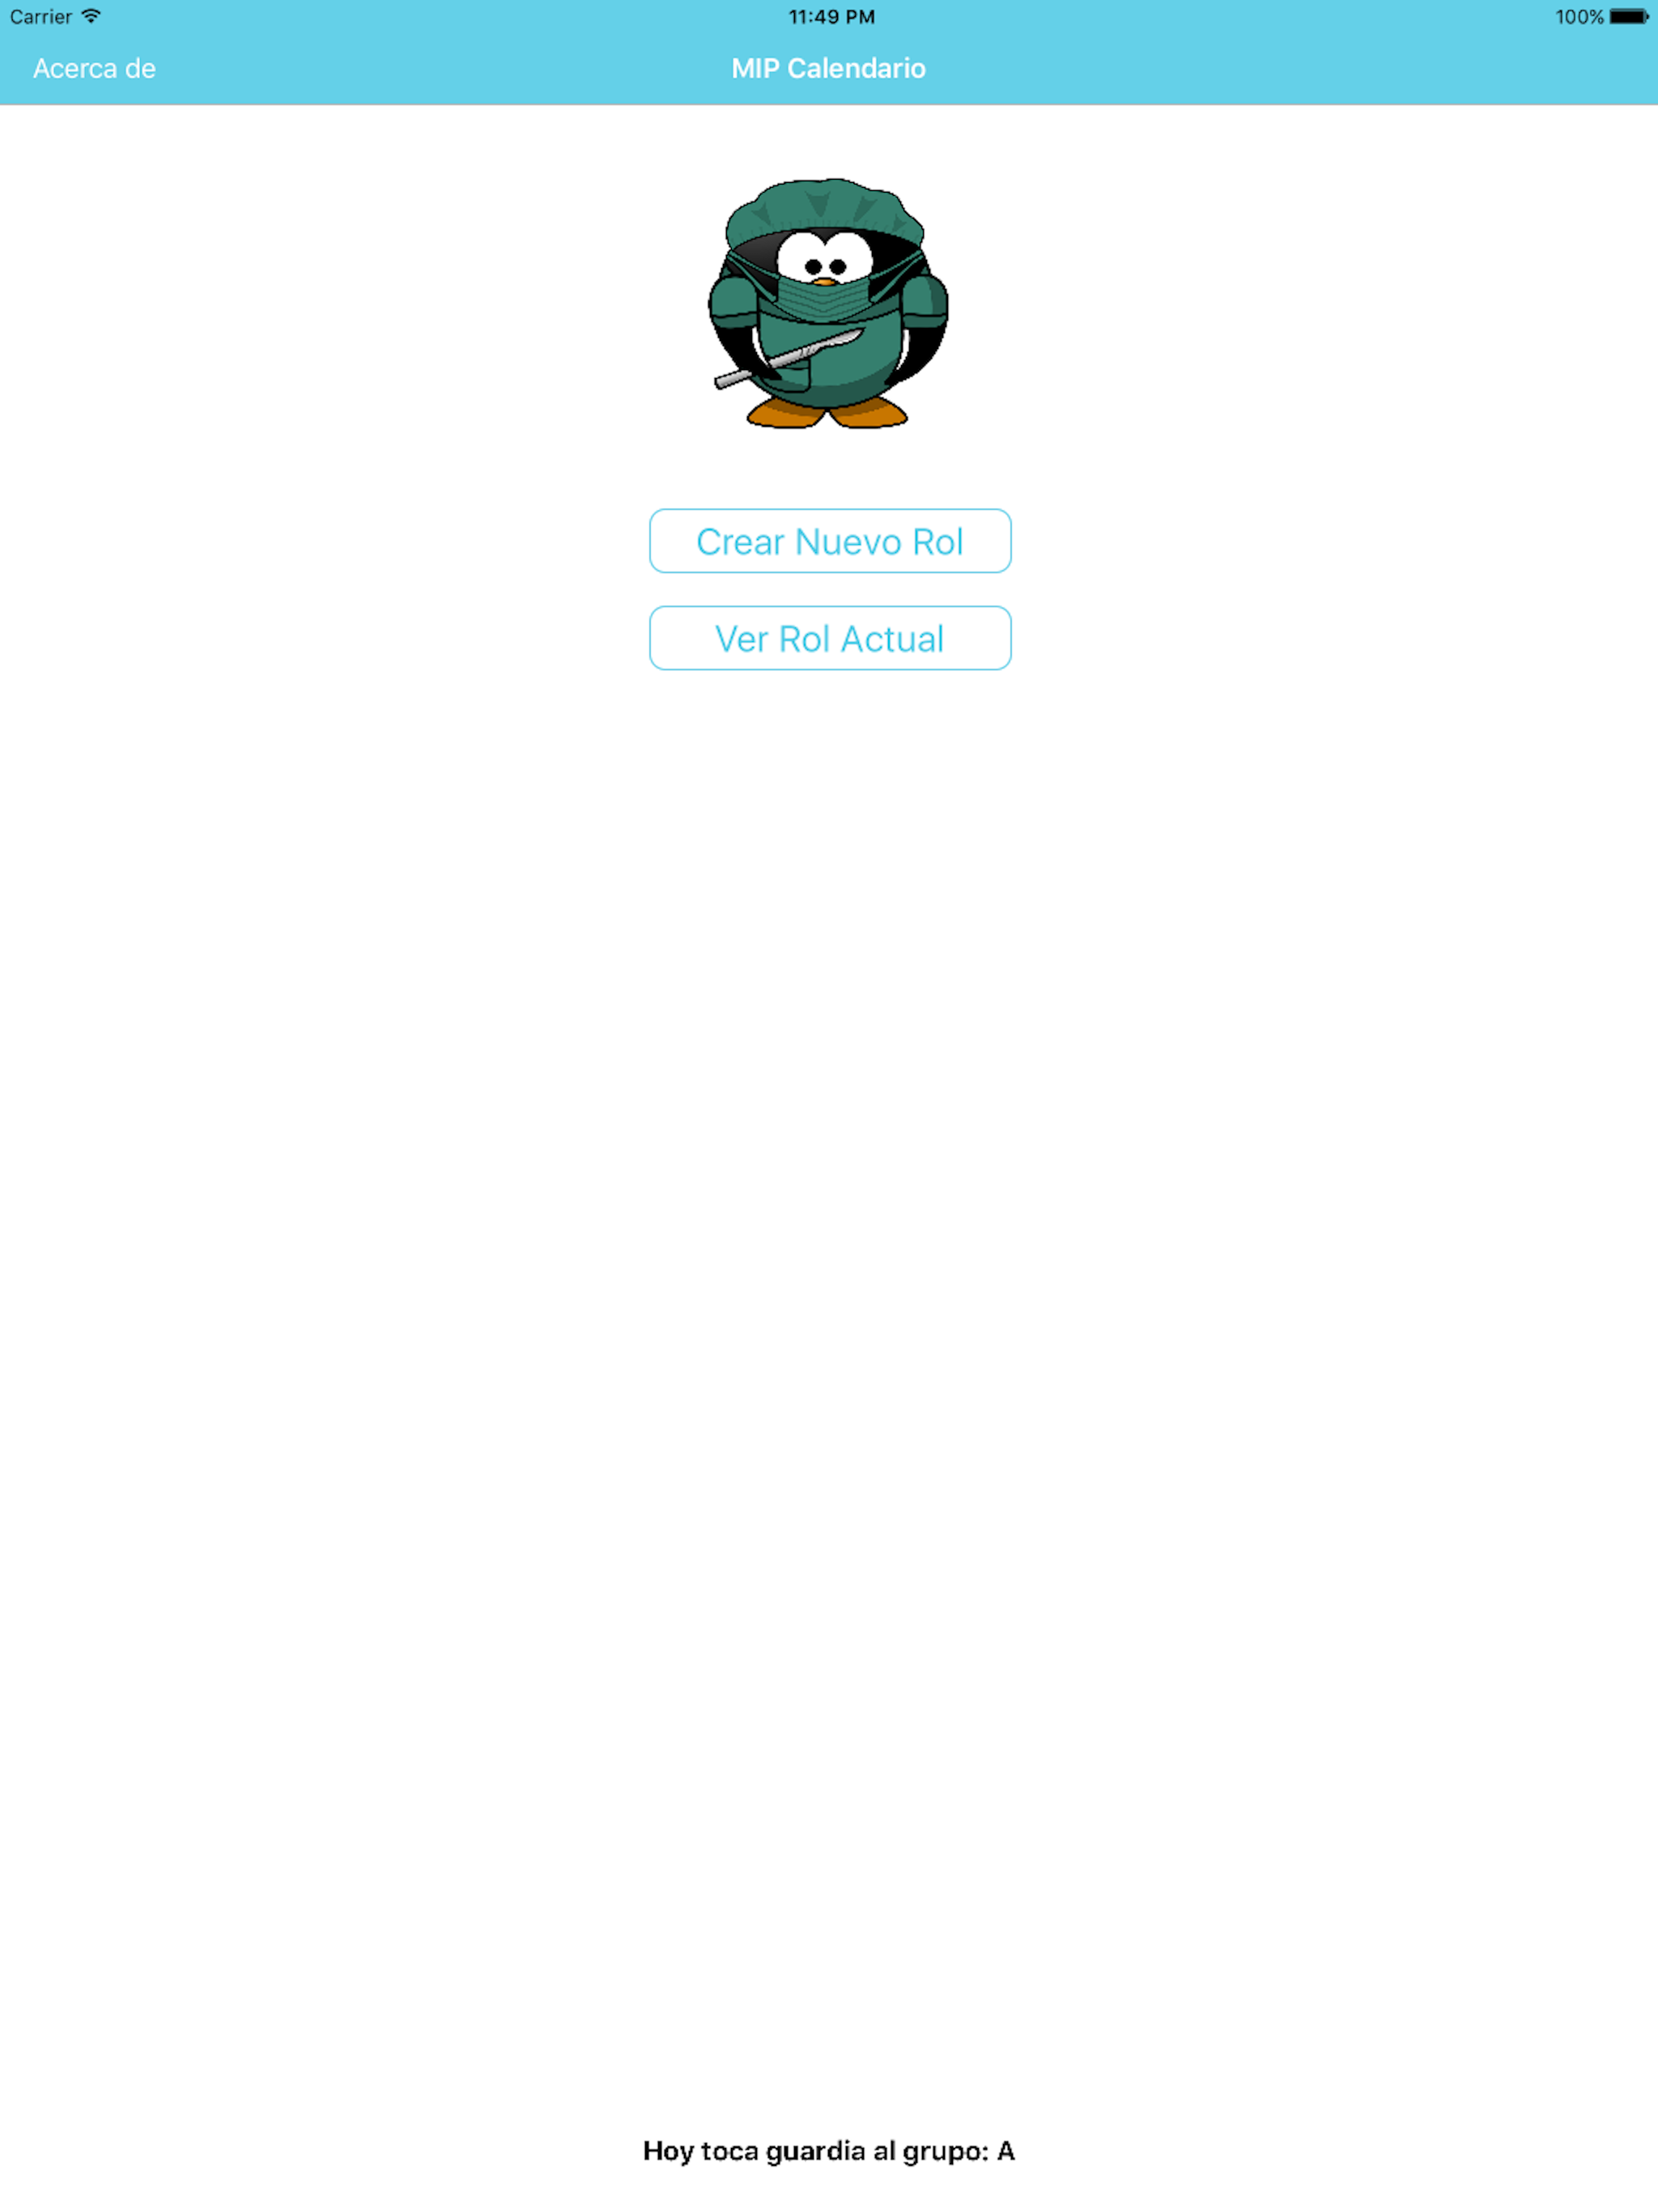 Carrier 11:49 PM 100%
Acerca de MIP Calendario
Crear Nuevo Rol
Ver Rol Actual
Hoy toca guardia al grupo: A